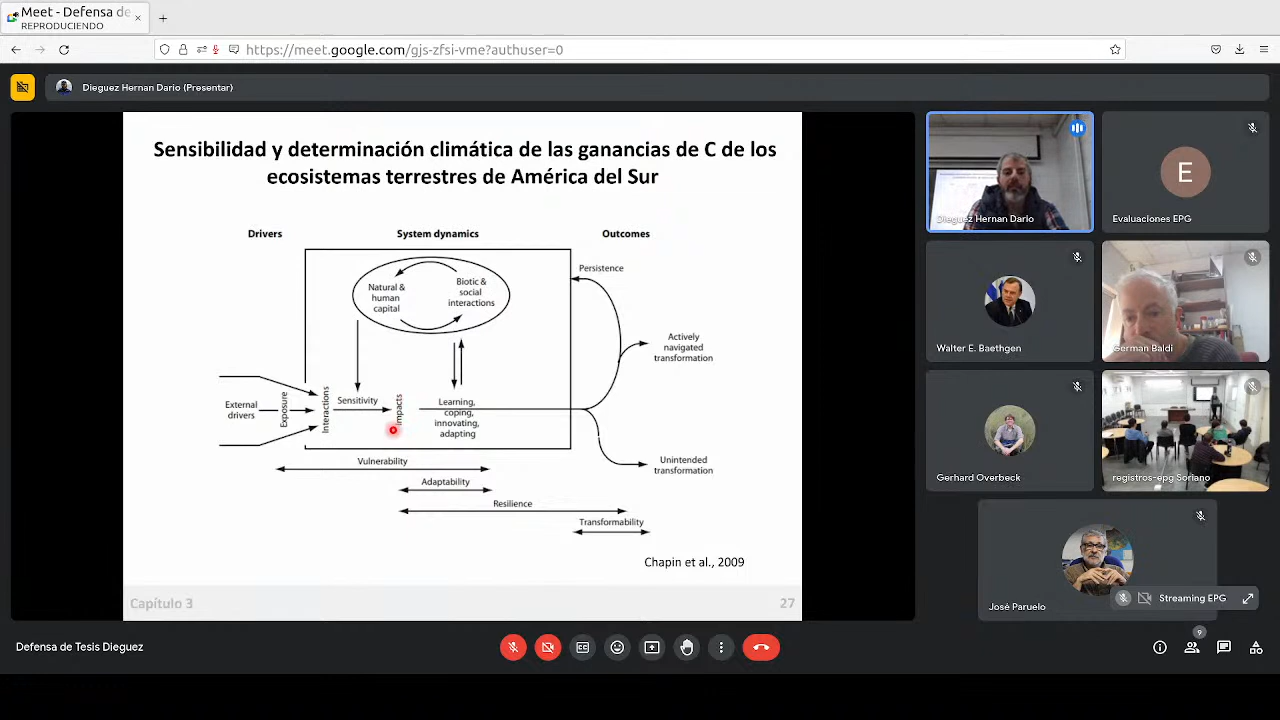 Meet - Defensa de
REPRODUCIENDO
https://meet.google.com/gjs-zfsi-vme?authuser=0
Dieguez Hernan Dario (Presentar)
Sensibilidad y determinación climática de las ganancias de C de los
ecosistemas terrestres de América del Sur
Drivers
System dynamics
Outcomes
Persistence
Natural &
human
capital
Biotic &
social
interactions
Actively
navigated
transformation
External
drivers
Exposure
Interactions
Sensitivity
Impacts
Learning,
coping,
innovating,
adapting
Unintended
transformation
Vulnerability
Adaptability
Resilience
Transformability
Chapin et al., 2009
Capítulo 3
27
Dieguez Hernan Dario
E
Evaluaciones EPG
Walter E. Baethgen
German Baldi
Gerhard Overbeck
registros-epg Soriano
José Paruelo
Streaming EPG
Defensa de Tesis Dieguez
9